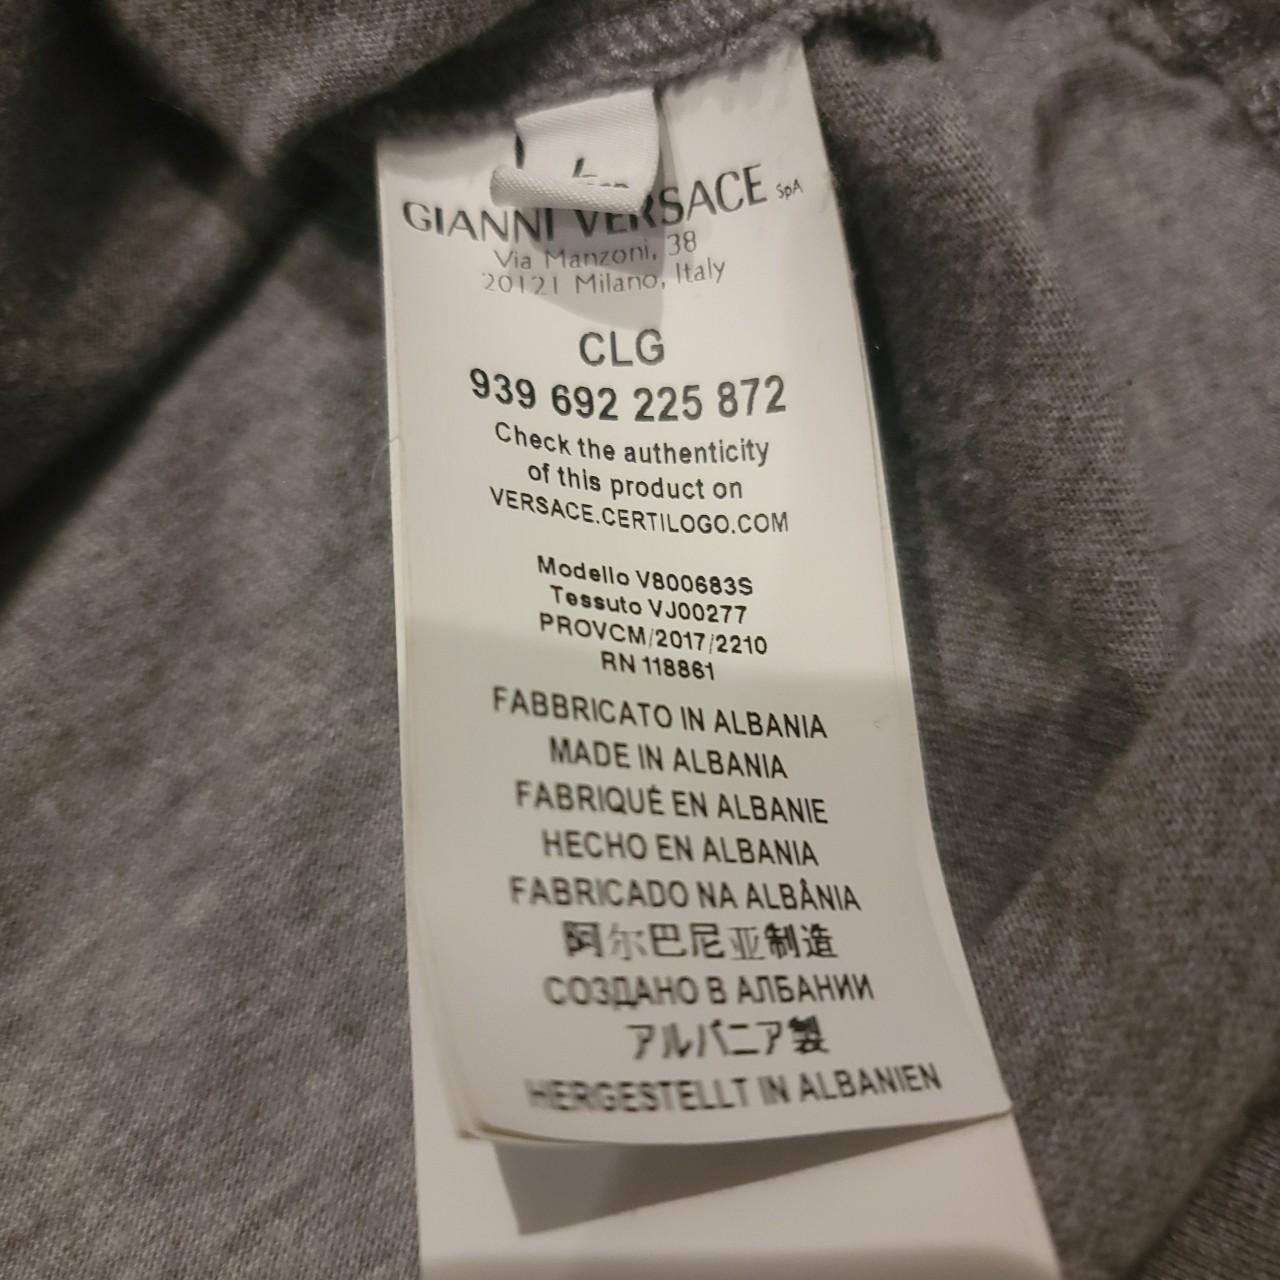 GIANNI VERSACE SpA
Via Manzoni, 38
20121 Milano, Italy
CLG
939 692 225 872
Check the authenticity
of this product on
VERSACE.CERTILOGO.COM
Modello V800683S
Tessuto VJ00277
PROVCM/2017/2210
RN 118861
FABBRICATO IN ALBANIA
MADE IN ALBANIA
FABRIQUÉ EN ALBANIE
HECHO EN ALBANIA
FABRICADO NA ALBÂNIA
阿尔巴尼亚制造
СОЗДАНО В АЛБАНИИ
アルバニア製
HERGESTELLT IN ALBANIEN